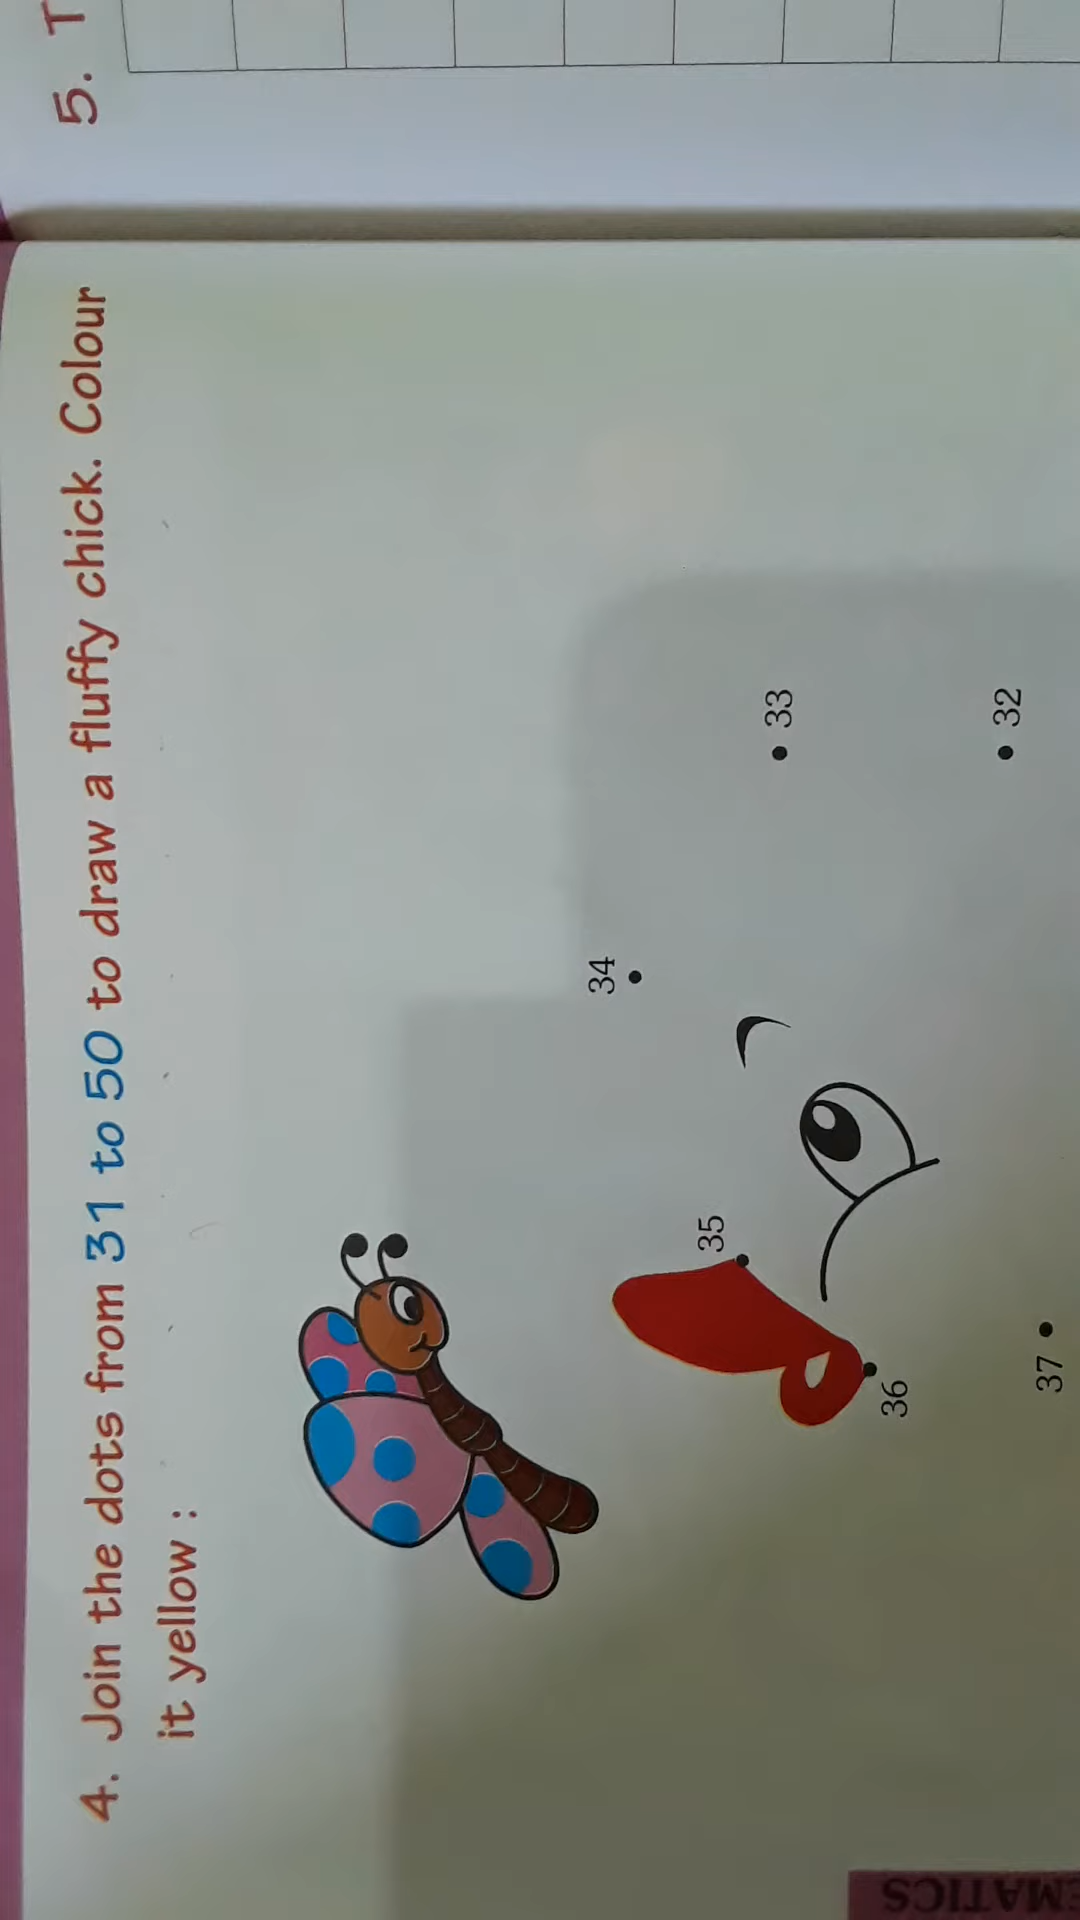 4. Join the dots from 31 to 50 to draw a fluffy chick. Colour
it yellow :
34
33
35
32
36
37
5. T